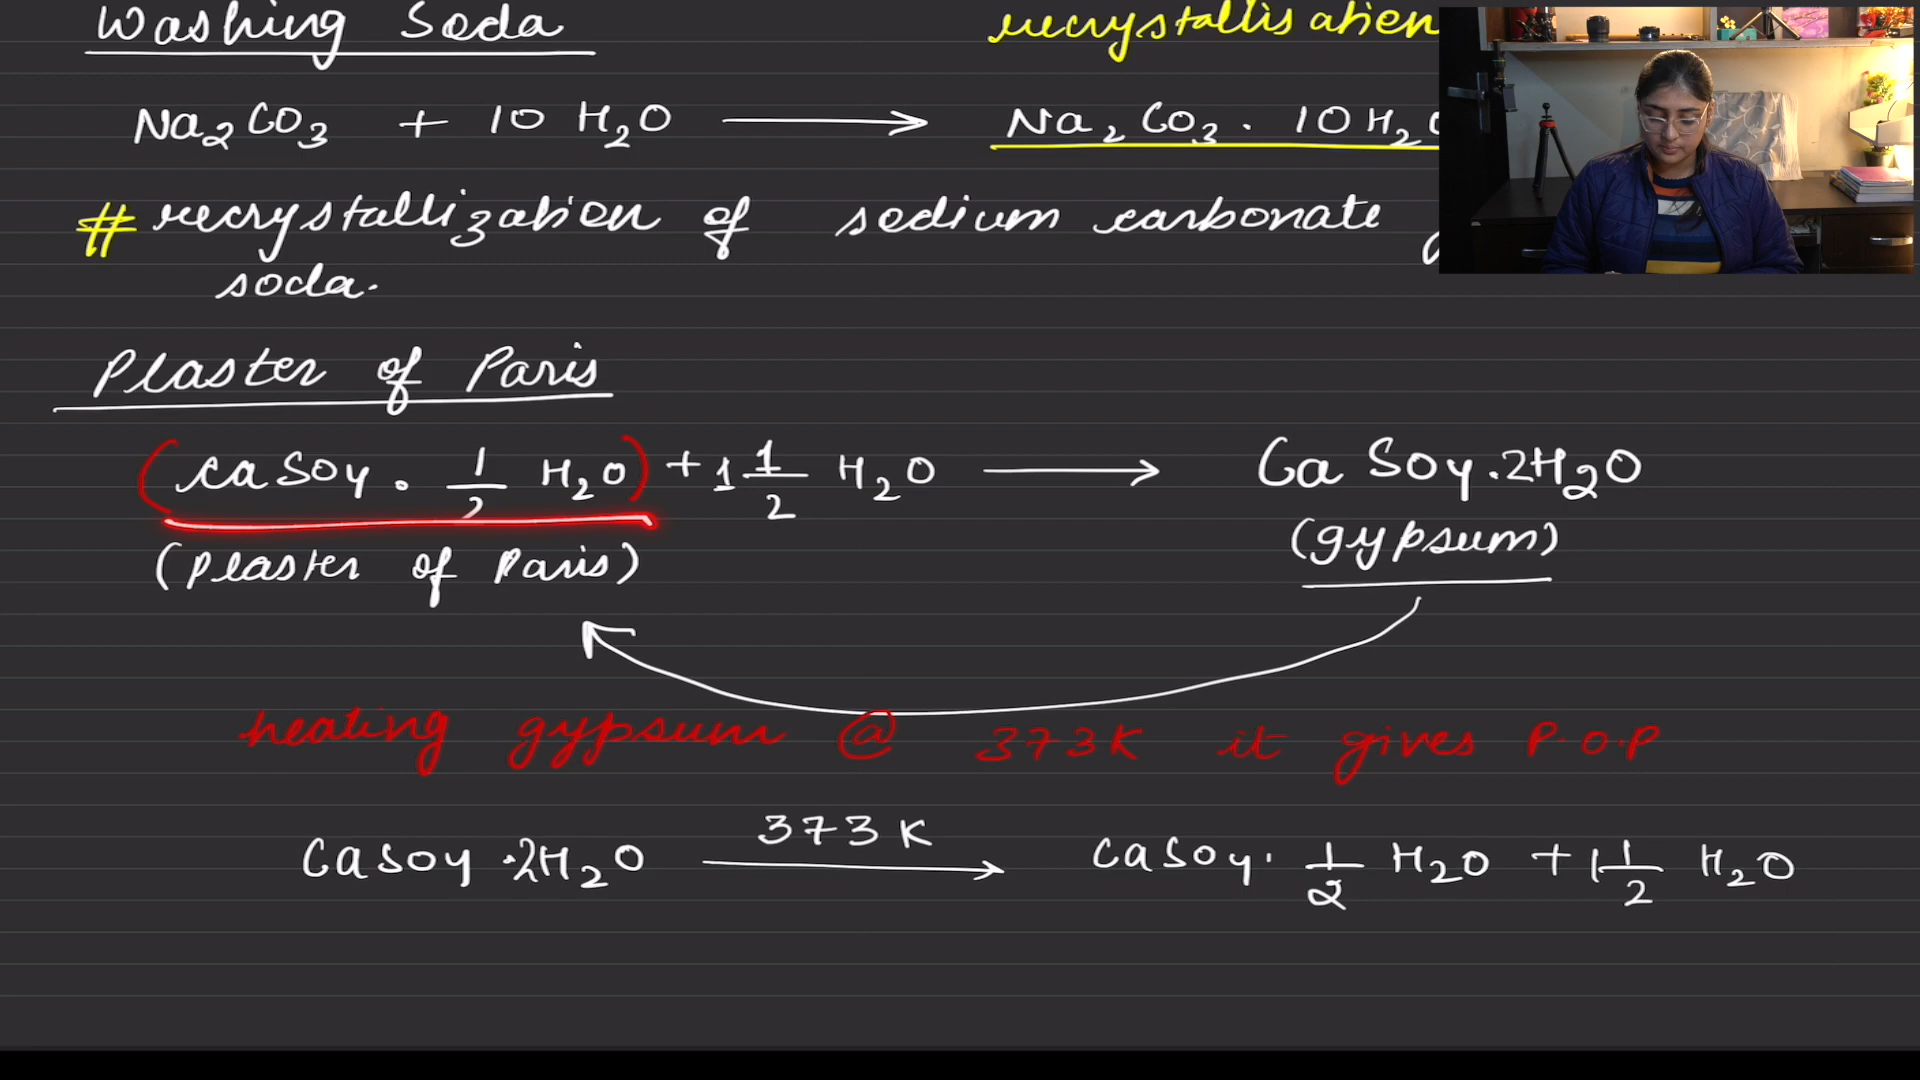 Washing Soda
recrystallisation
Na₂CO₃ + 10 H₂O ⟶ Na₂CO₃ . 10H₂
# recrystallization of sodium carbonate
soda.
Plaster of Paris
(CaSO₄ . 1/2 H₂O) + 1 1/2 H₂O ⟶ CaSO₄.2H₂O
(Plaster of Paris) (gypsum)
heating gypsum @ 373K it gives P.O.P
373 K
CaSO₄ .2H₂O ⟶ CaSO₄. 1/2 H₂O + 1 1/2 H₂O